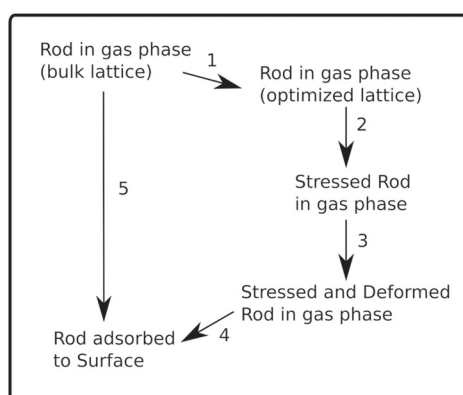 Rod in gas phase
(bulk lattice)
1
Rod in gas phase
(optimized lattice)
2
Stressed Rod
in gas phase
5
3
Stressed and Deformed
Rod in gas phase
4
Rod adsorbed
to Surface